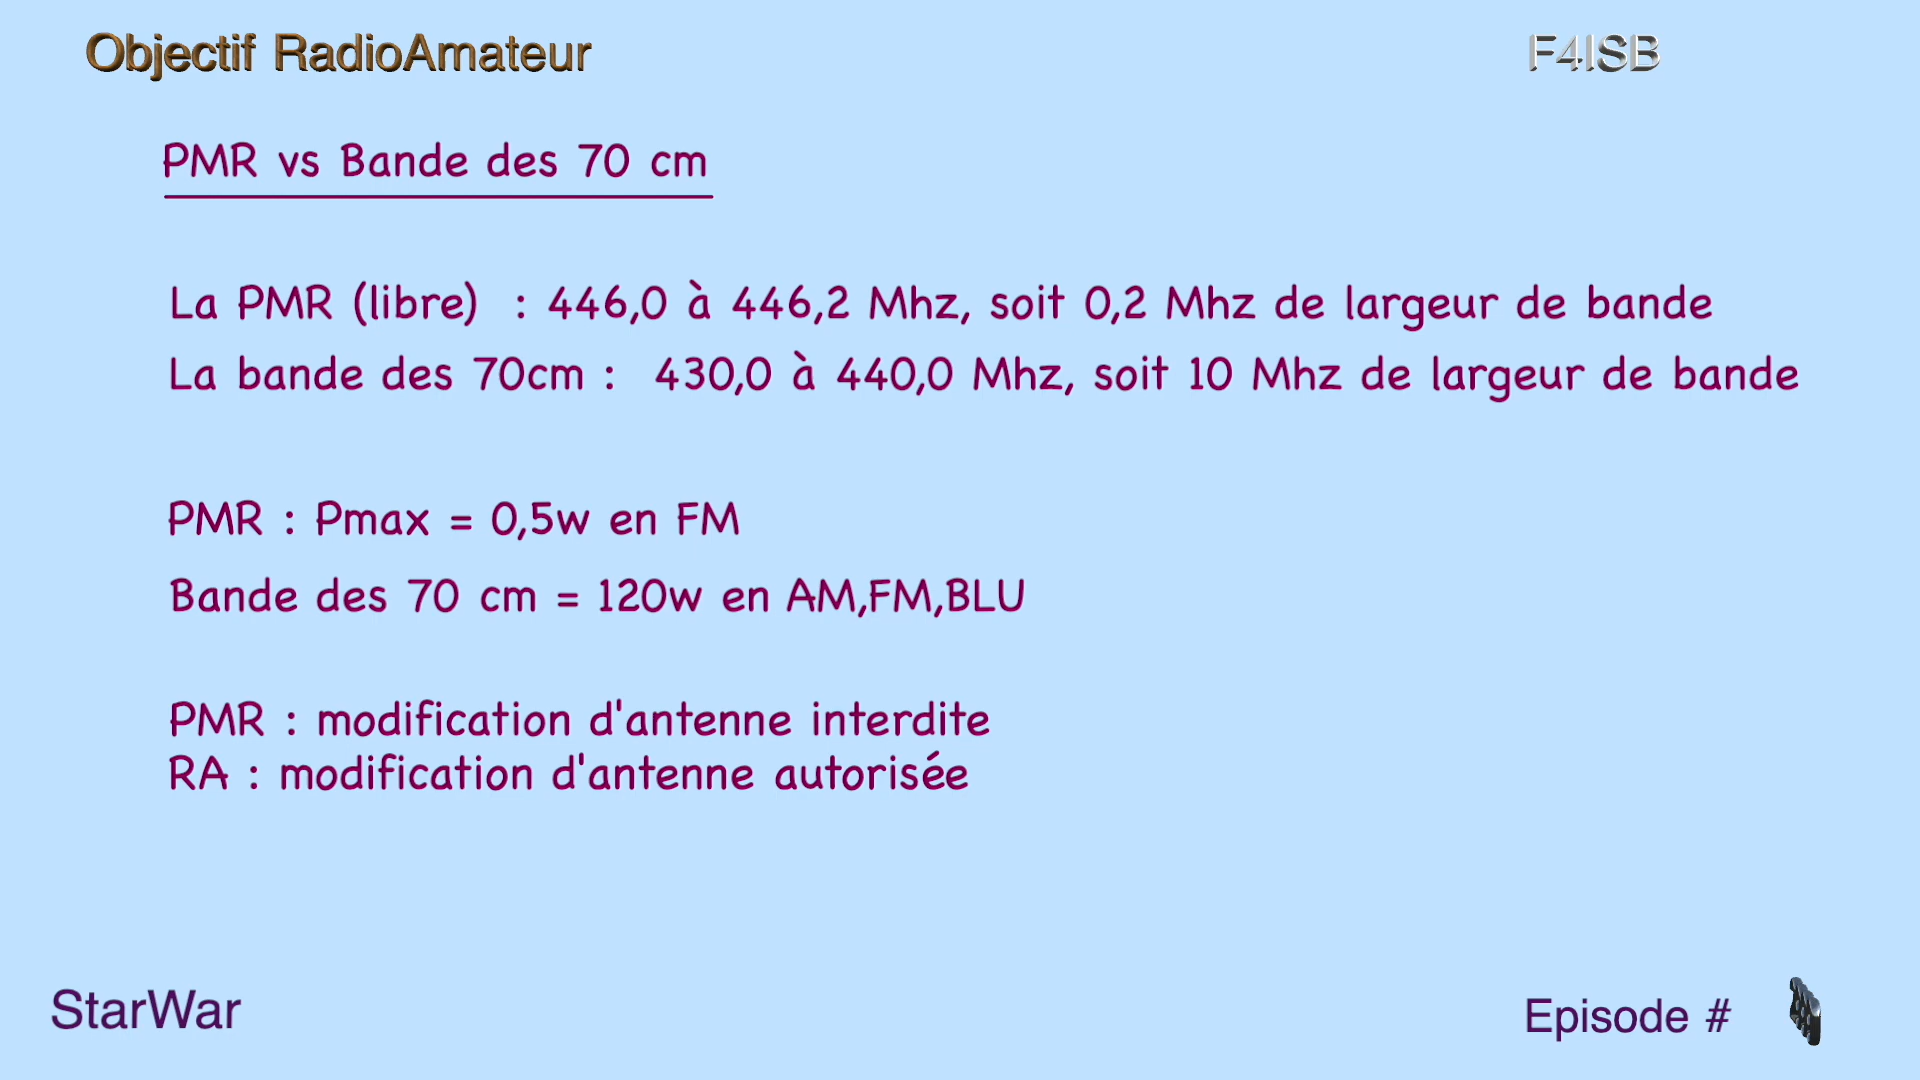 Objectif RadioAmateur
F4ISB
PMR vs Bande des 70 cm
La PMR (libre) : 446,0 à 446,2 Mhz, soit 0,2 Mhz de largeur de bande
La bande des 70cm : 430,0 à 440,0 Mhz, soit 10 Mhz de largeur de bande
PMR : Pmax = 0,5w en FM
Bande des 70 cm = 120w en AM,FM,BLU
PMR : modification d'antenne interdite
RA : modification d'antenne autorisée
StarWar
Episode #